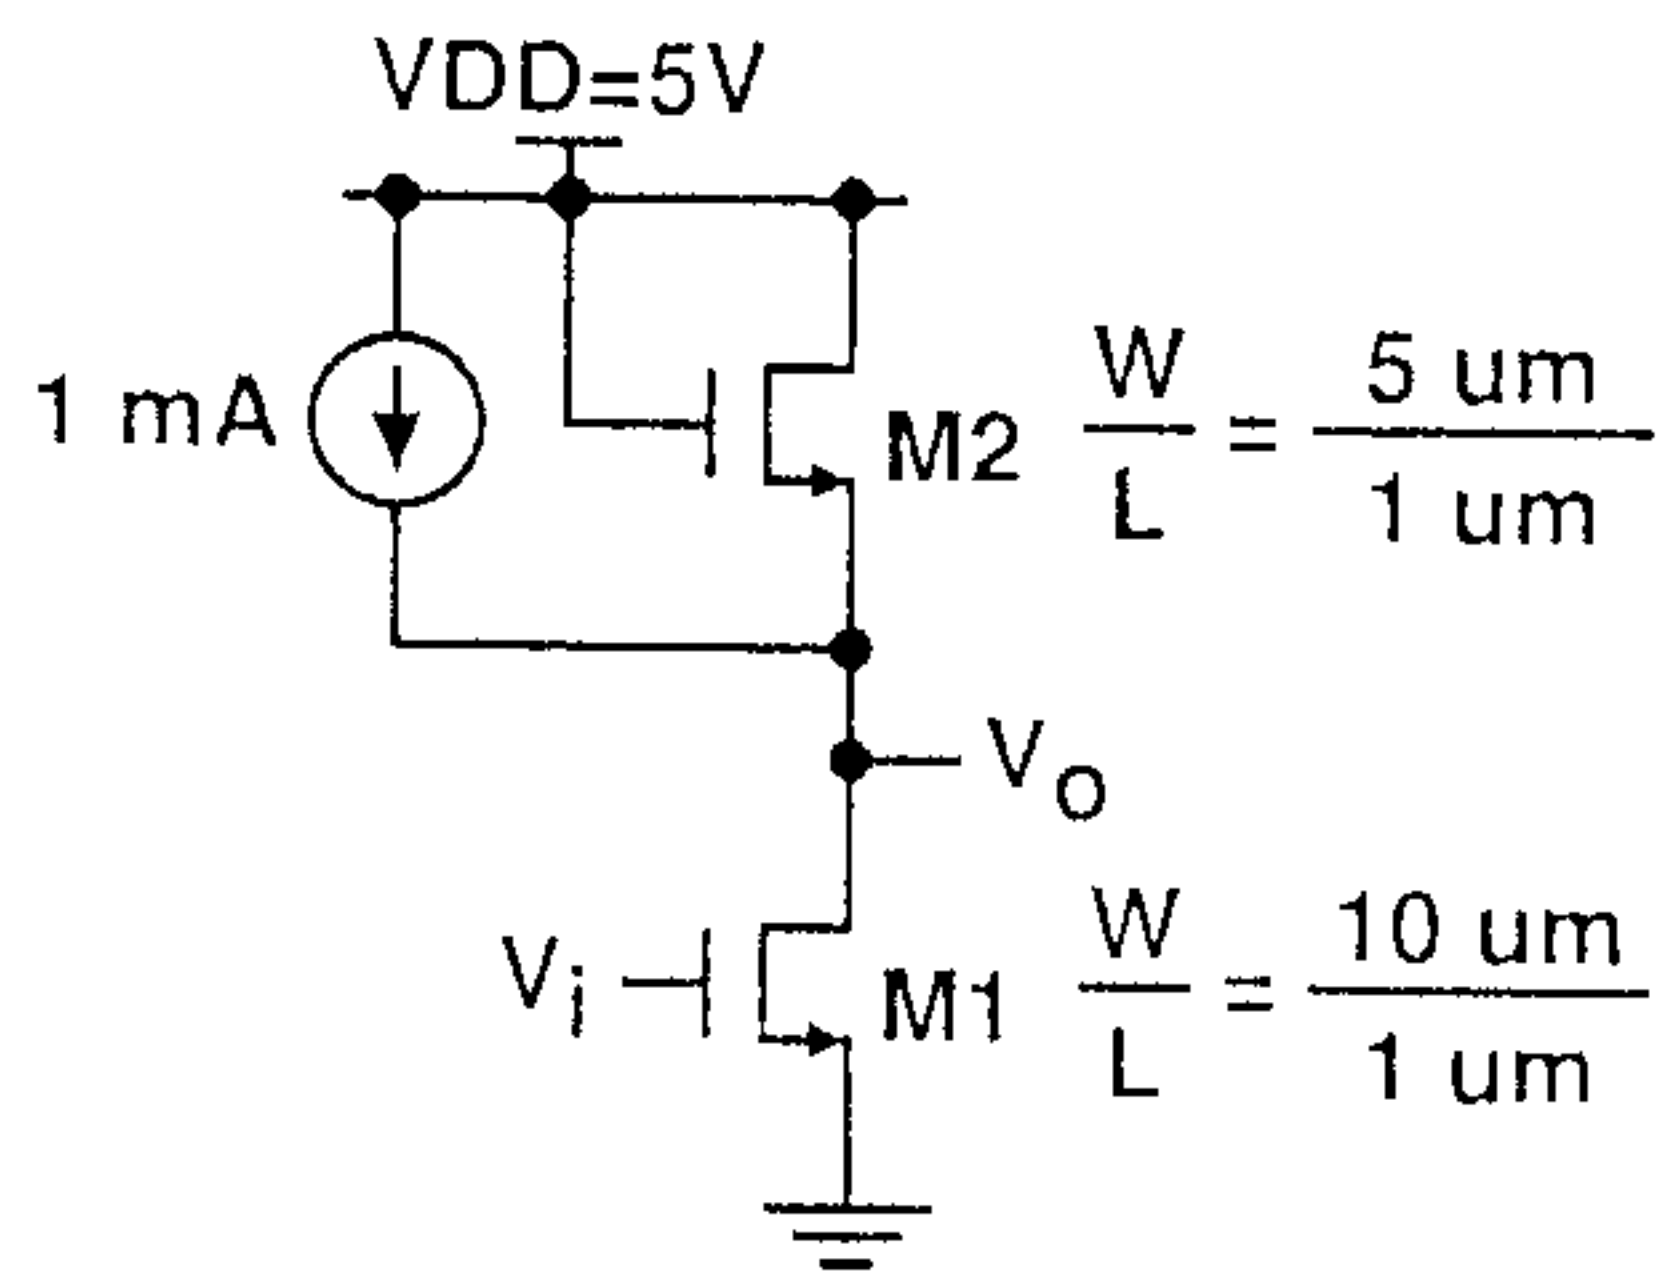 VDD=5V
1 mA
M2 W/L = 5 um/1 um
Vo
Vi
M1 W/L = 10 um/1 um